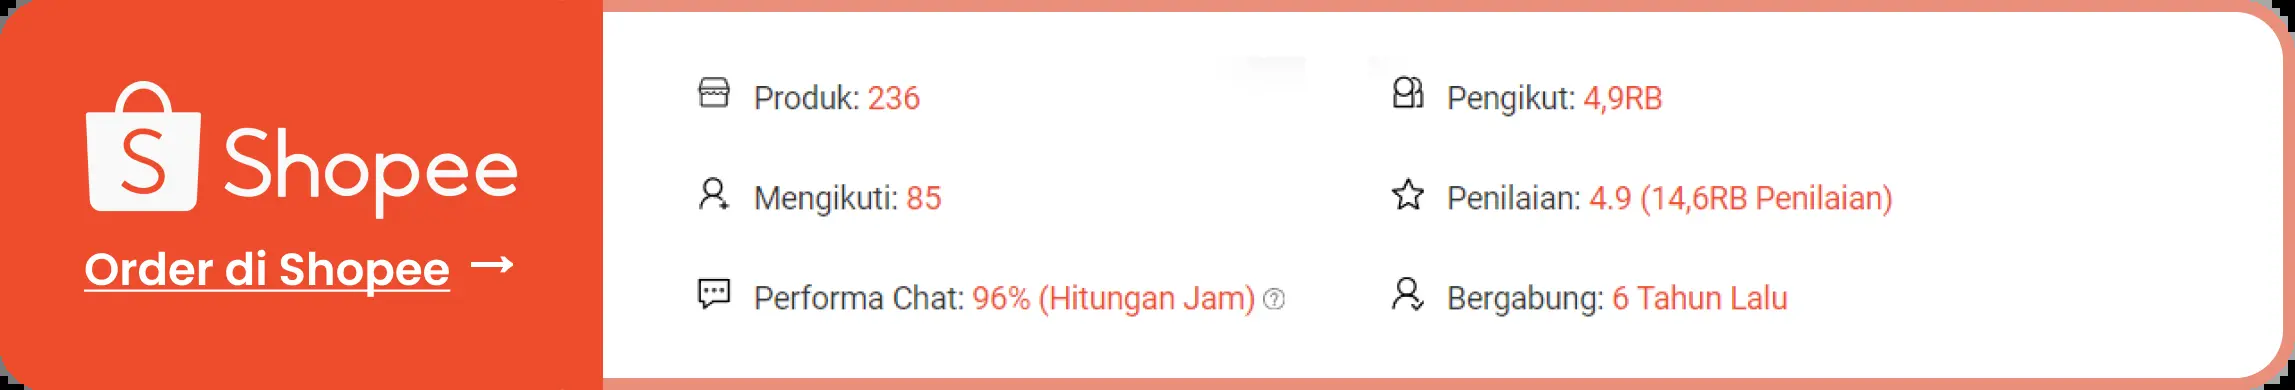 S Shopee
Order di Shopee →
Produk: 236
Mengikuti: 85
Performa Chat: 96% (Hitungan Jam) ?
Pengikut: 4,9RB
Penilaian: 4.9 (14,6RB Penilaian)
Bergabung: 6 Tahun Lalu